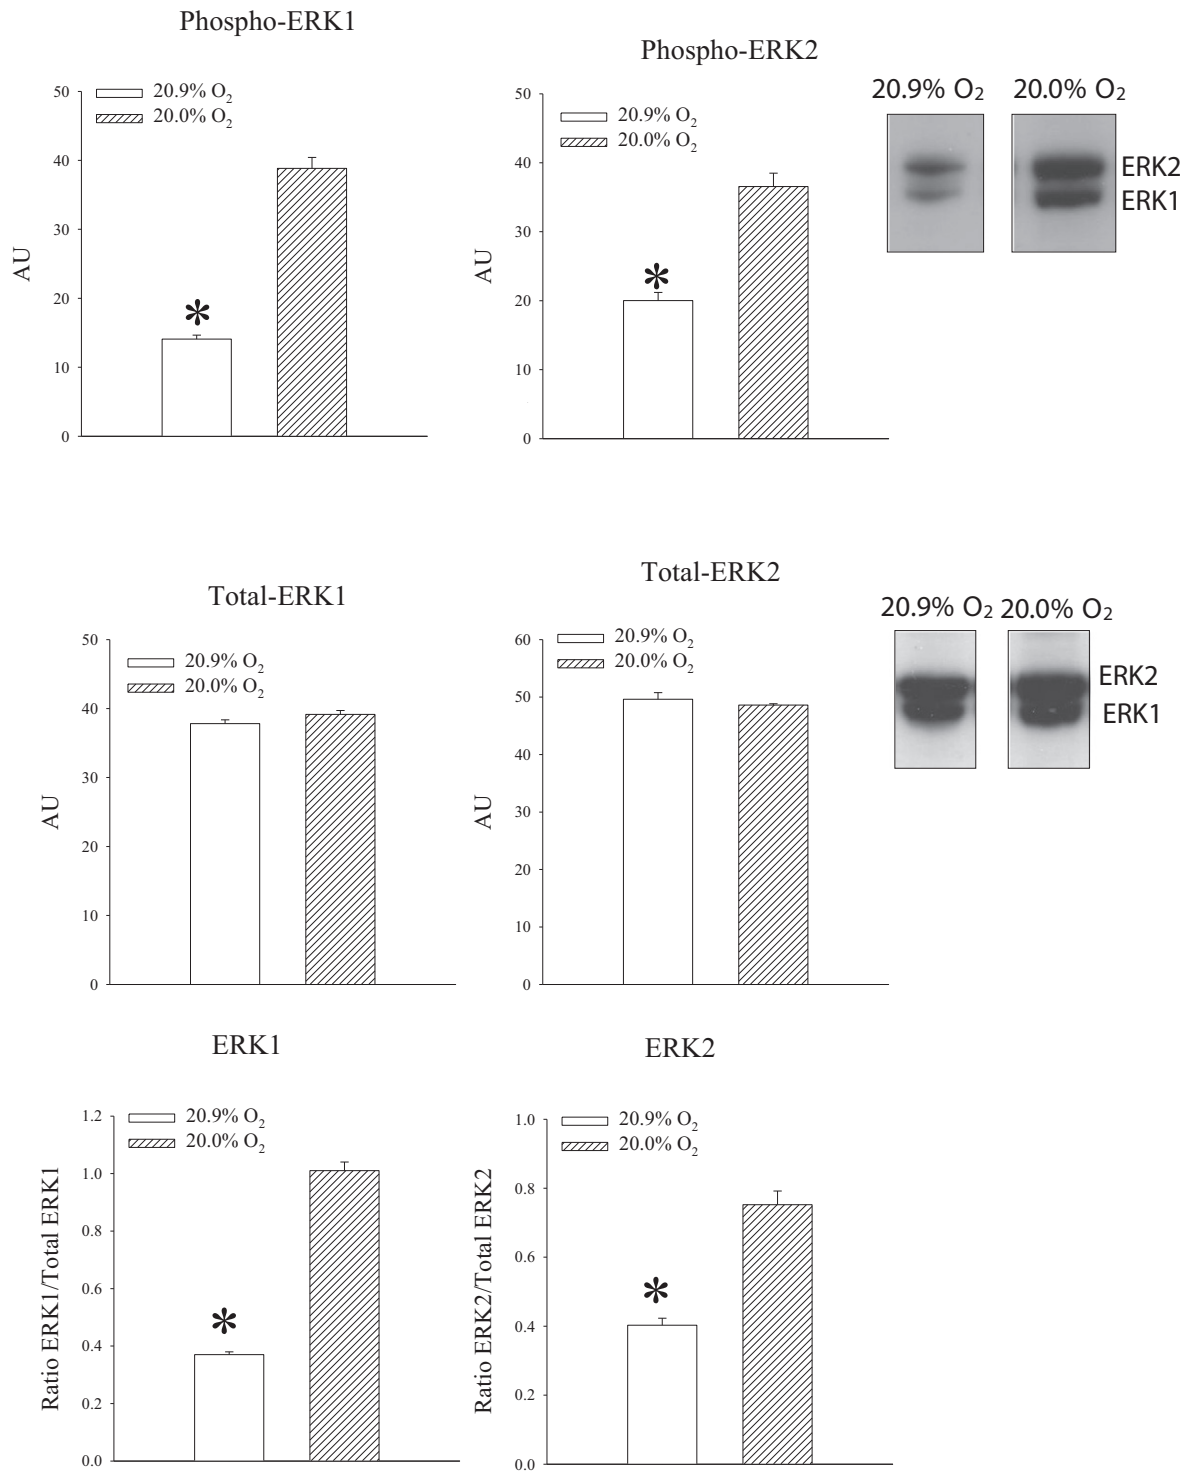 Phospho-ERK1
20.9% O2
20.0% O2
50
40
30
20
10
0
AU
*
Phospho-ERK2
20.9% O2
20.0% O2
50
40
30
20
10
0
AU
*
20.9% O2 20.0% O2
ERK2
ERK1
Total-ERK1
20.9% O2
20.0% O2
50
40
30
20
10
0
AU
Total-ERK2
20.9% O2
20.0% O2
60
50
40
30
20
10
0
AU
20.9% O2 20.0% O2
ERK2
ERK1
ERK1
20.9% O2
20.0% O2
1.2
1.0
0.8
0.6
0.4
0.2
0.0
Ratio ERK1/Total ERK1
*
ERK2
20.9% O2
20.0% O2
1.0
0.8
0.6
0.4
0.2
0.0
Ratio ERK2/Total ERK2
*